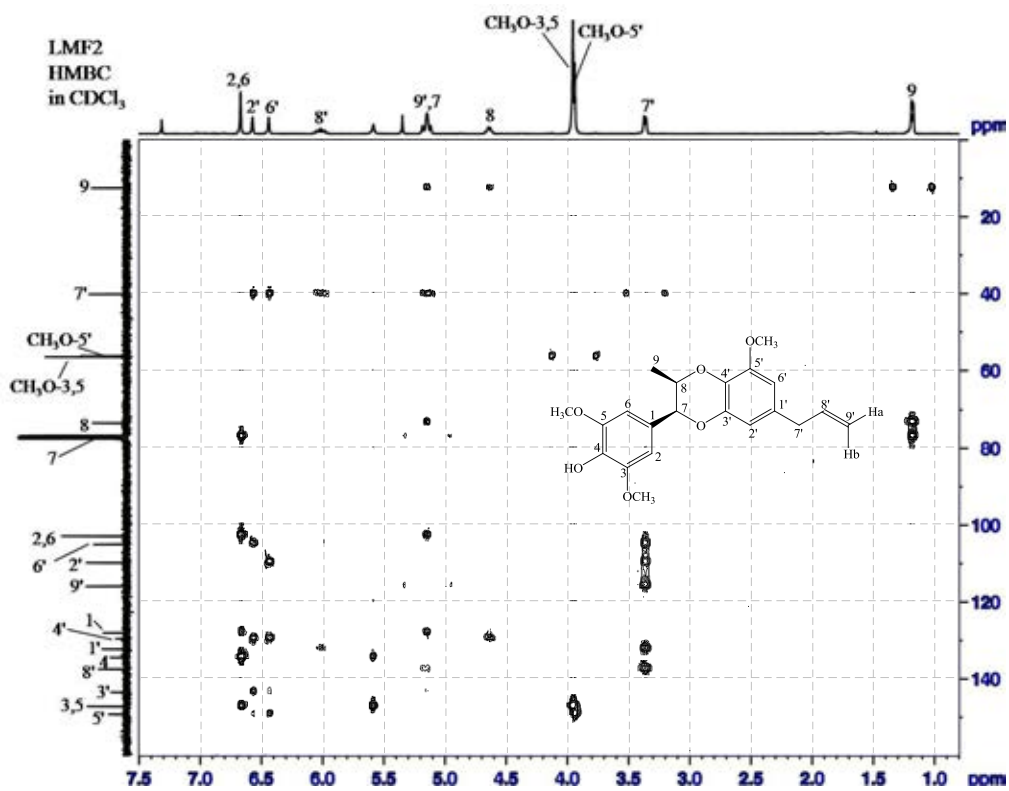 LMF2
HMBC
in CDCl3
CH3O-3,5
CH3O-5'
2,6
2'
6'
8'
9',7
8
7'
9
ppm
ppm
9
7'
CH3O-5'
CH3O-3,5
8
7
2,6
6'
2'
9'
1
4'
1'
4
8'
3'
3,5
5'
20
40
60
80
100
120
140
OCH3
9
O
5'
4'
6'
8
8'
6
7
3'
1'
9'
Ha
H3CO
5
1
O
2'
7'
Hb
4
2
HO
3
OCH3
7.5 7.0 6.5 6.0 5.5 5.0 4.5 4.0 3.5 3.0 2.5 2.0 1.5 1.0 ppm